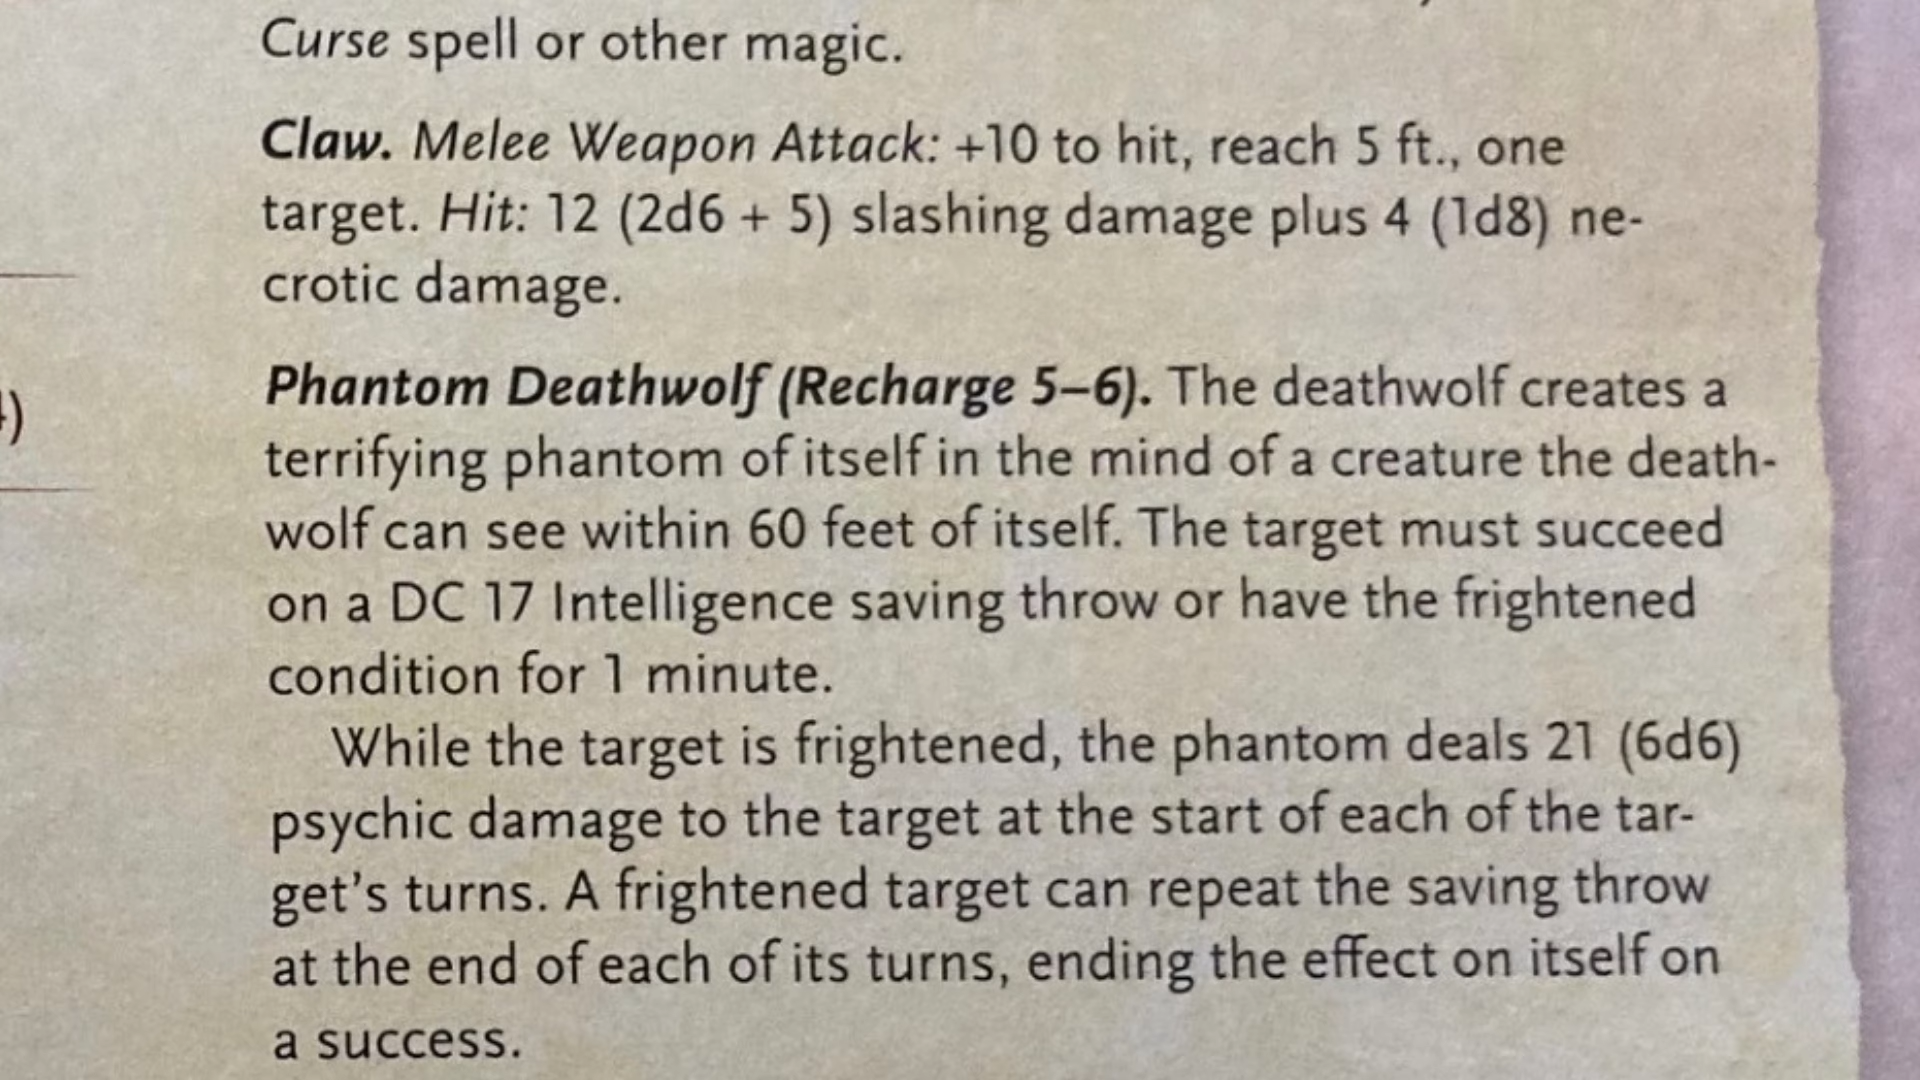 Curse spell or other magic.
Claw. Melee Weapon Attack: +10 to hit, reach 5 ft., one
target. Hit: 12 (2d6 + 5) slashing damage plus 4 (1d8) ne-
crotic damage.
Phantom Deathwolf (Recharge 5–6). The deathwolf creates a
terrifying phantom of itself in the mind of a creature the death-
wolf can see within 60 feet of itself. The target must succeed
on a DC 17 Intelligence saving throw or have the frightened
condition for 1 minute.
While the target is frightened, the phantom deals 21 (6d6)
psychic damage to the target at the start of each of the tar-
get's turns. A frightened target can repeat the saving throw
at the end of each of its turns, ending the effect on itself on
a success.